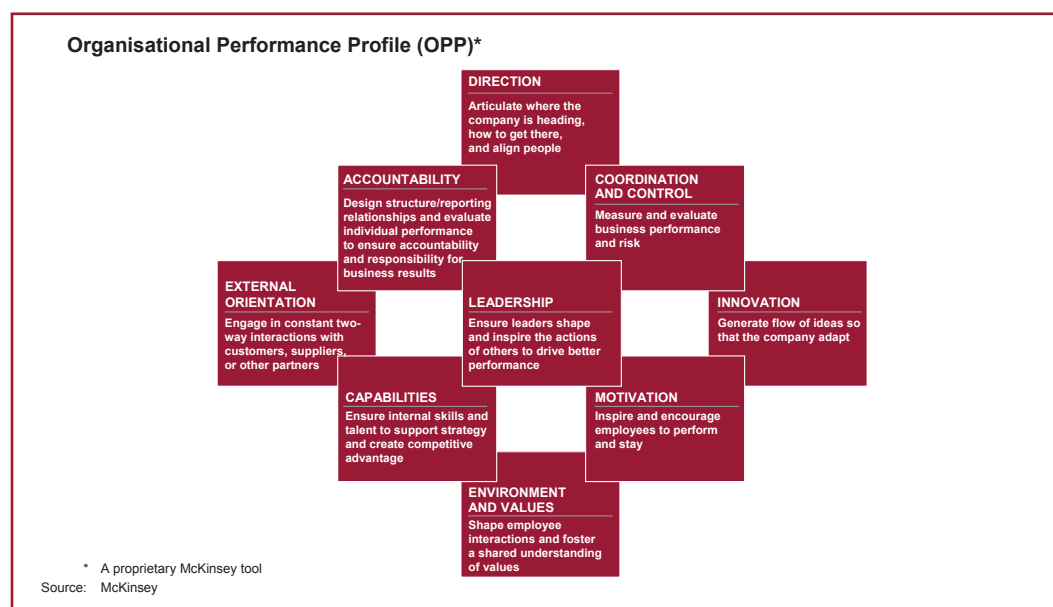 Organisational Performance Profile (OPP)*
DIRECTION
Articulate where the
company is heading,
how to get there,
and align people
ACCOUNTABILITY
Design structure/reporting
relationships and evaluate
individual performance
to ensure accountability
and responsibility for
business results
COORDINATION
AND CONTROL
Measure and evaluate
business performance
and risk
EXTERNAL
ORIENTATION
Engage in constant two-
way interactions with
customers, suppliers,
or other partners
LEADERSHIP
Ensure leaders shape
and inspire the actions
of others to drive better
performance
INNOVATION
Generate flow of ideas so
that the company adapt
CAPABILITIES
Ensure internal skills and
talent to support strategy
and create competitive
advantage
MOTIVATION
Inspire and encourage
employees to perform
and stay
ENVIRONMENT
AND VALUES
Shape employee
interactions and foster
a shared understanding
of values
* A proprietary McKinsey tool
Source: McKinsey